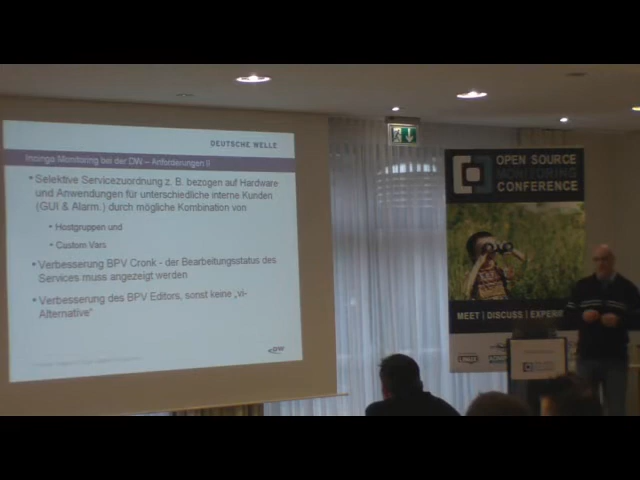 DEUTSCHE WELLE
Icinga Monitoring bei der DW – Anforderungen II
• Selektive Servicezuordnung z. B. bezogen auf Hardware
und Anwendungen für unterschiedliche interne Kunden
(GUI & Alarm.) durch mögliche Kombination von
• Hostgruppen und
• Custom Vars
• Verbesserung BPV Cronk - der Bearbeitungsstatus des
Services muss angezeigt werden
• Verbesserung des BPV Editors, sonst keine „vi-
Alternative“
DW
OPEN SOURCE
MONITORING
CONFERENCE
MEET | DISCUSS | EXPERI